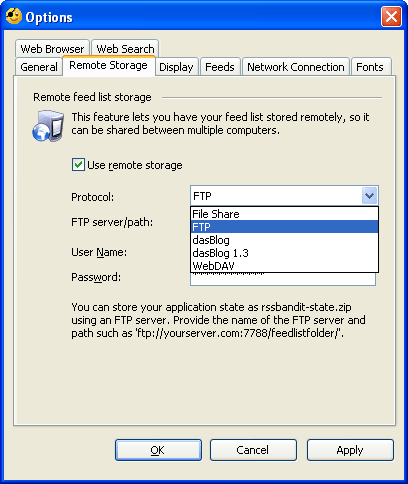 Options
Web Browser Web Search
General Remote Storage Display Feeds Network Connection Fonts
Remote feed list storage
This feature lets you have your feed list stored remotely, so it
can be shared between multiple computers.
Use remote storage
Protocol: FTP
File Share
FTP server/path: FTP
dasBlog
User Name: dasBlog 1.3
WebDAV
Password:
You can store your application state as rssbandit-state.zip
using an FTP server. Provide the name of the FTP server and
path such as 'ftp://yourserver.com:7788/feedlistfolder/'.
OK Cancel Apply